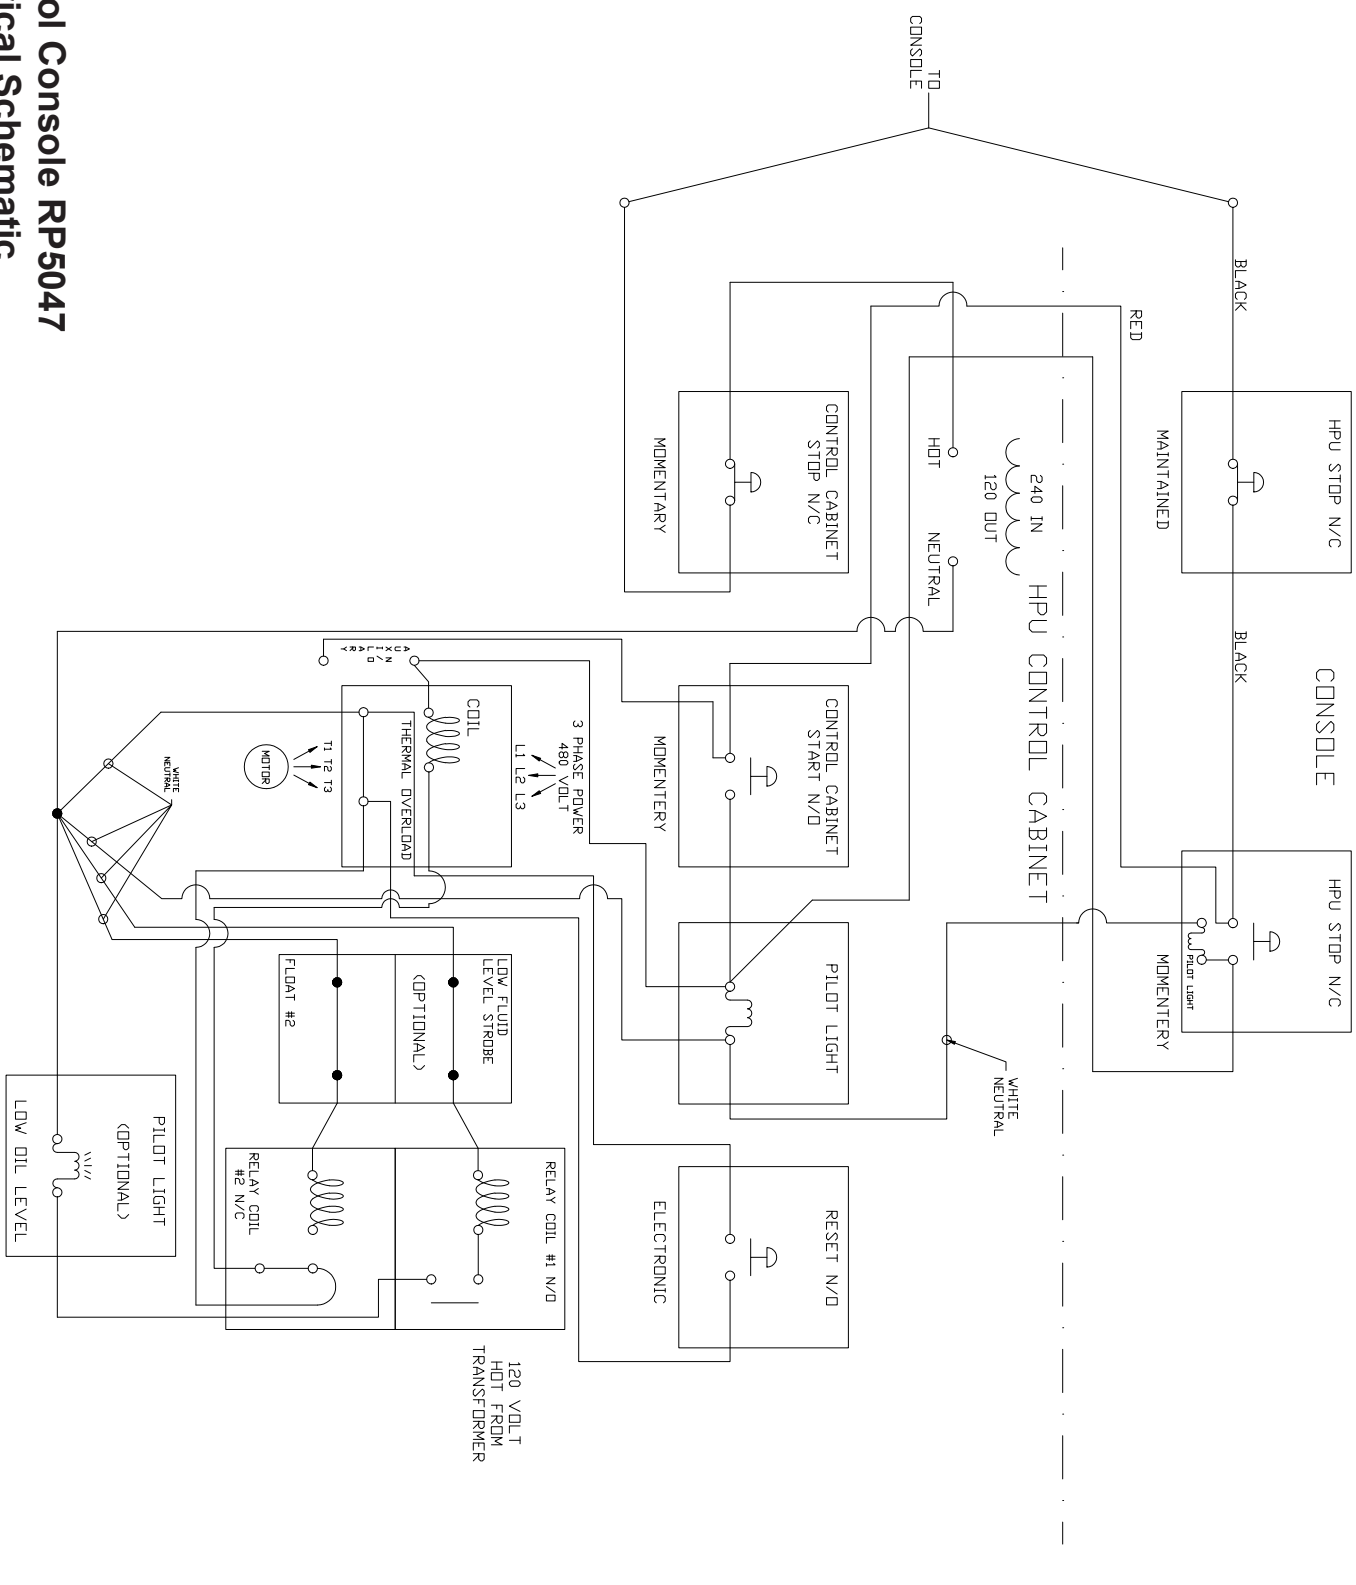 ol Console RP5047
ical Schematic
CONSOLE
HPU STOP N/C
MAINTAINED
BLACK
BLACK
HPU STOP N/C
PILOT LIGHT
MOMENTERY
RED
TO
CONSOLE
HPU CONTROL CABINET
240 IN
120 OUT
HOT
NEUTRAL
WHITE
NEUTRAL
CONTROL CABINET
STOP N/C
MOMENTARY
CONTROL CABINET
START N/O
MOMENTERY
PILOT LIGHT
RESET N/O
ELECTRONIC
3 PHASE POWER
480 VOLT
L1 L2 L3
COIL
THERMAL OVERLOAD
AUXILARY
N/O
T1 T2 T3
MOTOR
WHITE
NEUTRAL
LOW FLUID
LEVEL STROBE
(OPTIONAL)
FLOAT #2
RELAY COIL #1 N/O
RELAY COIL
#2 N/C
120 VOLT
HOT FROM
TRANSFORMER
PILOT LIGHT
(OPTIONAL)
LOW OIL LEVEL